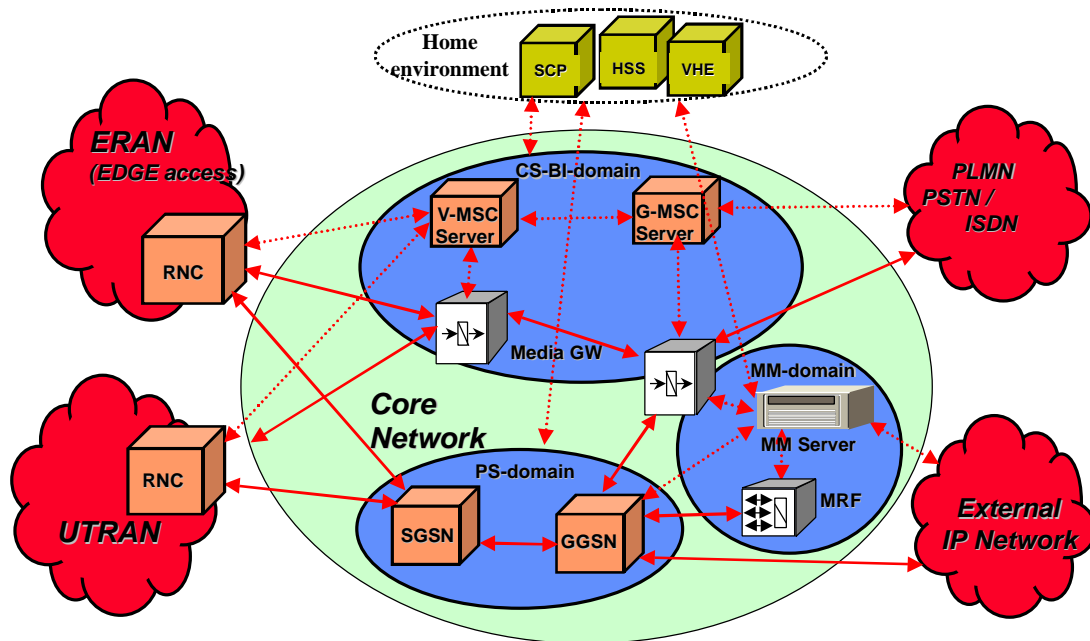 Home
environment
SCP
HSS
VHE
ERAN
(EDGE access)
RNC
CS-BI-domain
V-MSC
Server
G-MSC
Server
PLMN
PSTN /
ISDN
Media GW
MM-domain
MM Server
MRF
Core
Network
UTRAN
RNC
PS-domain
SGSN
GGSN
External
IP Network